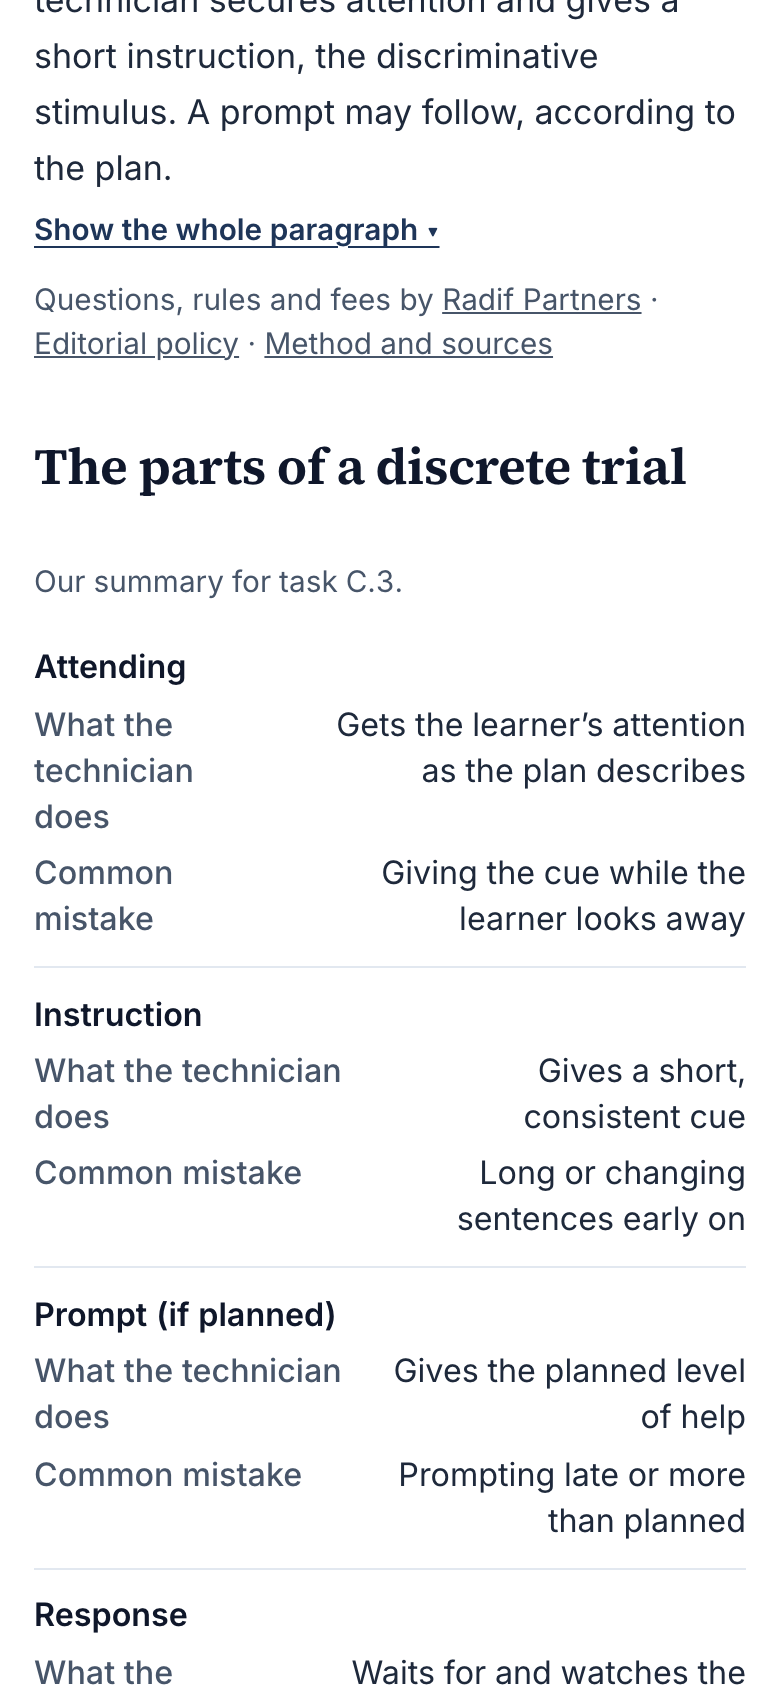 technician secures attention and gives a
short instruction, the discriminative
stimulus. A prompt may follow, according to
the plan.
Show the whole paragraph ▾
Questions, rules and fees by Radif Partners ·
Editorial policy · Method and sources
The parts of a discrete trial
Our summary for task C.3.
Attending
What the technician does
Gets the learner’s attention as the plan describes
Common mistake
Giving the cue while the learner looks away
Instruction
What the technician does
Gives a short, consistent cue
Common mistake
Long or changing sentences early on
Prompt (if planned)
What the technician does
Gives the planned level of help
Common mistake
Prompting late or more than planned
Response
What the
Waits for and watches the